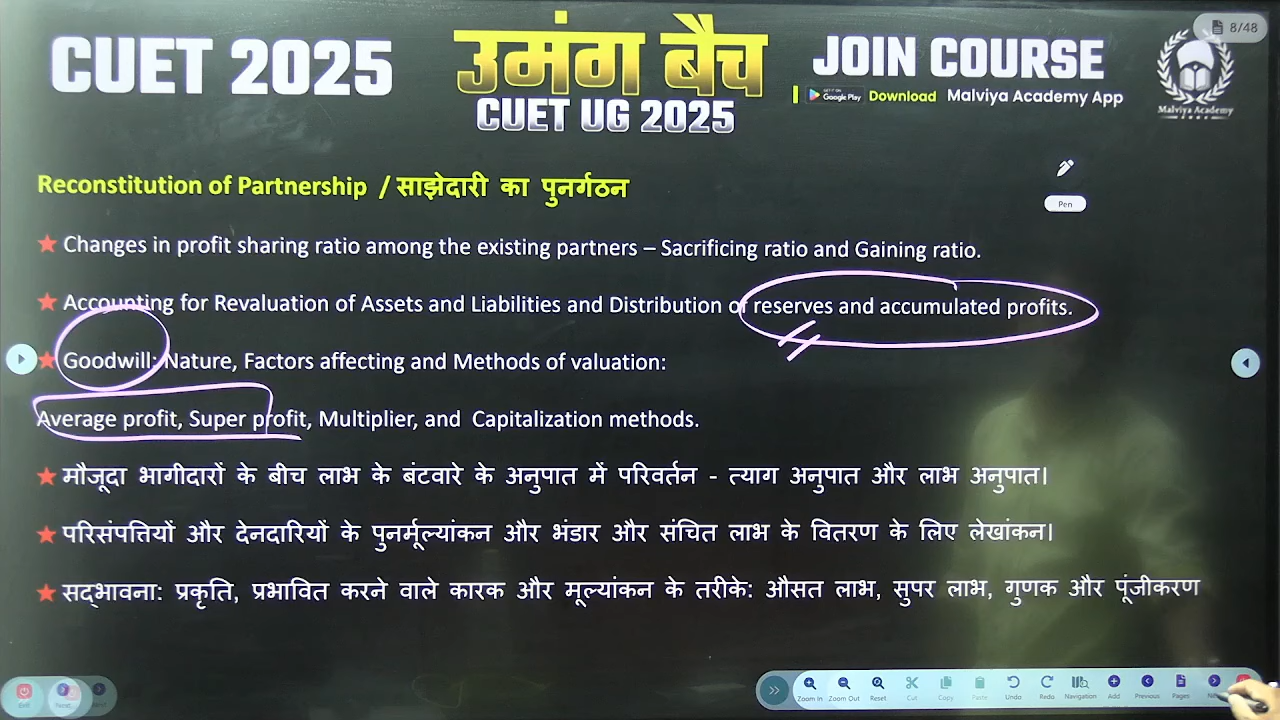 8/48
CUET 2025
उमंग बैच
CUET UG 2025
JOIN COURSE
GET IT ON Google Play Download Malviya Academy App
Malviya Academy
Reconstitution of Partnership / साझेदारी का पुनर्गठन
Pen
Changes in profit sharing ratio among the existing partners – Sacrificing ratio and Gaining ratio.
Accounting for Revaluation of Assets and Liabilities and Distribution of reserves and accumulated profits.
Goodwill: Nature, Factors affecting and Methods of valuation:
Average profit, Super profit, Multiplier, and Capitalization methods.
मौजूदा भागीदारों के बीच लाभ के बंटवारे के अनुपात में परिवर्तन - त्याग अनुपात और लाभ अनुपात।
परिसंपत्तियों और देनदारियों के पुनर्मूल्यांकन और भंडार और संचित लाभ के वितरण के लिए लेखांकन।
सद्भावना: प्रकृति, प्रभावित करने वाले कारक और मूल्यांकन के तरीके: औसत लाभ, सुपर लाभ, गुणक और पूंजीकरण
Zoom In Zoom Out Reset Cut Copy Paste Undo Redo Navigation Add Previous Pages